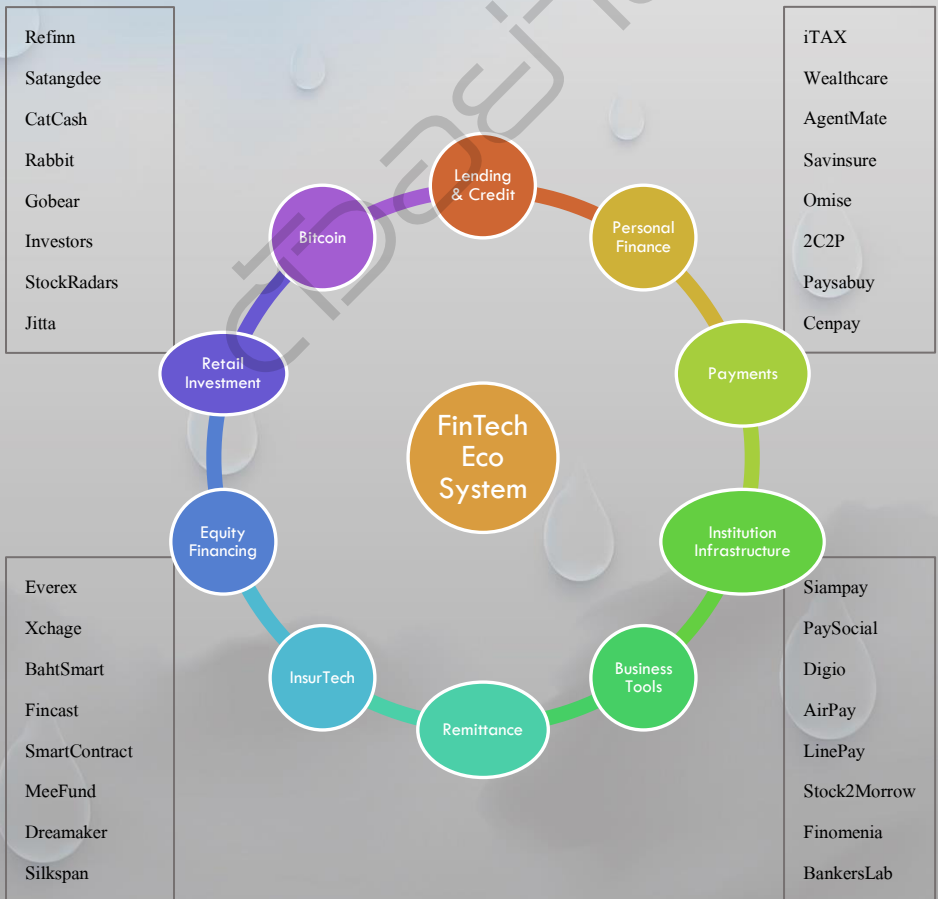 Refinn
Satangdee
CatCash
Rabbit
Gobear
Investors
StockRadars
Jitta
iTAX
Wealthcare
AgentMate
Savinsure
Omise
2C2P
Paysabuy
Cenpay
Lending
& Credit
Personal
Finance
Payments
Institution
Infrastructure
Business
Tools
Remittance
InsurTech
Equity
Financing
Retail
Investment
Bitcoin
FinTech
Eco
System
Everex
Xchage
BahtSmart
Fincast
SmartContract
MeeFund
Dreamaker
Silkspan
Siampay
PaySocial
Digio
AirPay
LinePay
Stock2Morrow
Finomenia
BankersLab